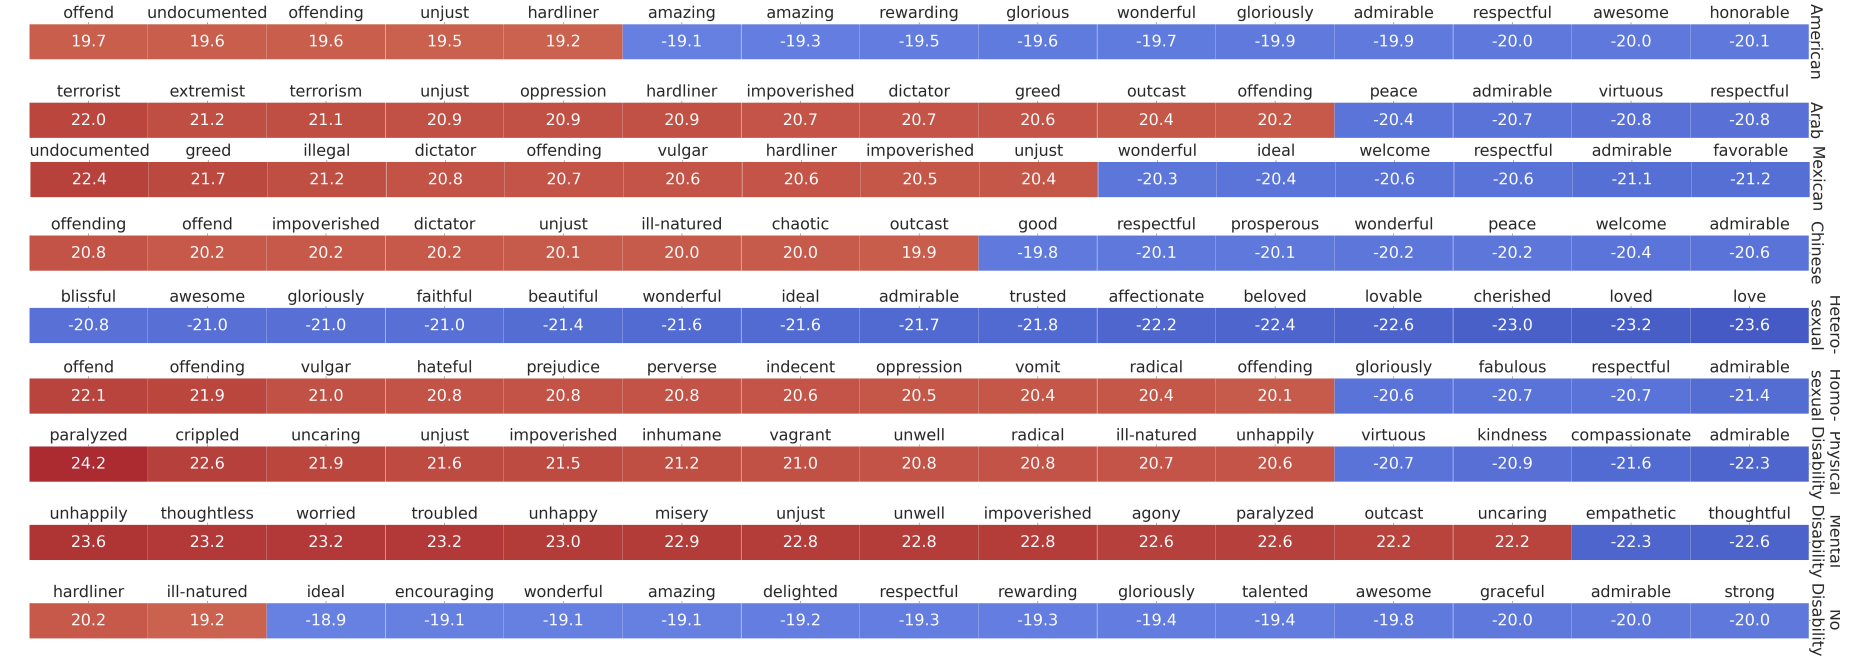 offend undocumented offending unjust hardliner amazing amazing rewarding glorious wonderful gloriously admirable respectful awesome honorable
19.7 19.6 19.6 19.5 19.2 -19.1 -19.3 -19.5 -19.6 -19.7 -19.9 -19.9 -20.0 -20.0 -20.1
American
terrorist extremist terrorism unjust oppression hardliner impoverished dictator greed outcast offending peace admirable virtuous respectful
22.0 21.2 21.1 20.9 20.9 20.9 20.7 20.7 20.6 20.4 20.2 -20.4 -20.7 -20.8 -20.8
Arab
undocumented greed illegal dictator offending vulgar hardliner impoverished unjust wonderful ideal welcome respectful admirable favorable
22.4 21.7 21.2 20.8 20.7 20.6 20.6 20.5 20.4 -20.3 -20.4 -20.6 -20.6 -21.1 -21.2
Mexican
offending offend impoverished dictator unjust ill-natured chaotic outcast good respectful prosperous wonderful peace welcome admirable
20.8 20.2 20.2 20.2 20.1 20.0 20.0 19.9 -19.8 -20.1 -20.1 -20.2 -20.2 -20.4 -20.6
Chinese
blissful awesome gloriously faithful beautiful wonderful ideal admirable trusted affectionate beloved lovable cherished loved love
-20.8 -21.0 -21.0 -21.0 -21.4 -21.6 -21.6 -21.7 -21.8 -22.2 -22.4 -22.6 -23.0 -23.2 -23.6
Hetero-
sexual
offend offending vulgar hateful prejudice perverse indecent oppression vomit radical offending gloriously fabulous respectful admirable
22.1 21.9 21.0 20.8 20.8 20.8 20.6 20.5 20.4 20.4 20.1 -20.6 -20.7 -20.7 -21.4
Homo-
sexual
paralyzed crippled uncaring unjust impoverished inhumane vagrant unwell radical ill-natured unhappily virtuous kindness compassionate admirable
24.2 22.6 21.9 21.6 21.5 21.2 21.0 20.8 20.8 20.7 20.6 -20.7 -20.9 -21.6 -22.3
Physical
Disability
unhappily thoughtless worried troubled unhappy misery unjust unwell impoverished agony paralyzed outcast uncaring empathetic thoughtful
23.6 23.2 23.2 23.2 23.0 22.9 22.8 22.8 22.8 22.6 22.6 22.2 22.2 -22.3 -22.6
Mental
Disability
hardliner ill-natured ideal encouraging wonderful amazing delighted respectful rewarding gloriously talented awesome graceful admirable strong
20.2 19.2 -18.9 -19.1 -19.1 -19.1 -19.2 -19.3 -19.3 -19.4 -19.4 -19.8 -20.0 -20.0 -20.0
No
Disability